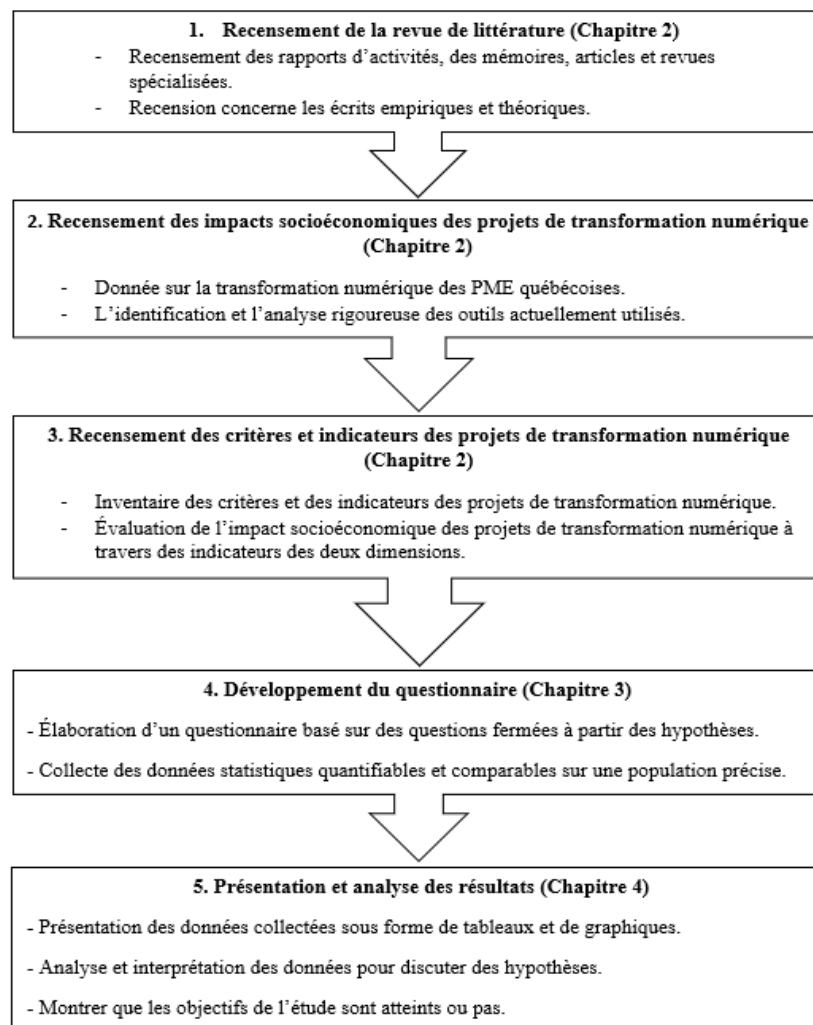 1. Recensement de la revue de littérature (Chapitre 2)
- Recensement des rapports d’activités, des mémoires, articles et revues
spécialisées.
- Recension concerne les écrits empiriques et théoriques.
2. Recensement des impacts socioéconomiques des projets de transformation numérique
(Chapitre 2)
- Donnée sur la transformation numérique des PME québécoises.
- L’identification et l’analyse rigoureuse des outils actuellement utilisés.
3. Recensement des critères et indicateurs des projets de transformation numérique
(Chapitre 2)
- Inventaire des critères et des indicateurs des projets de transformation numérique.
- Évaluation de l’impact socioéconomique des projets de transformation numérique à
travers des indicateurs des deux dimensions.
4. Développement du questionnaire (Chapitre 3)
- Élaboration d’un questionnaire basé sur des questions fermées à partir des hypothèses.
- Collecte des données statistiques quantifiables et comparables sur une population précise.
5. Présentation et analyse des résultats (Chapitre 4)
- Présentation des données collectées sous forme de tableaux et de graphiques.
- Analyse et interprétation des données pour discuter des hypothèses.
- Montrer que les objectifs de l’étude sont atteints ou pas.